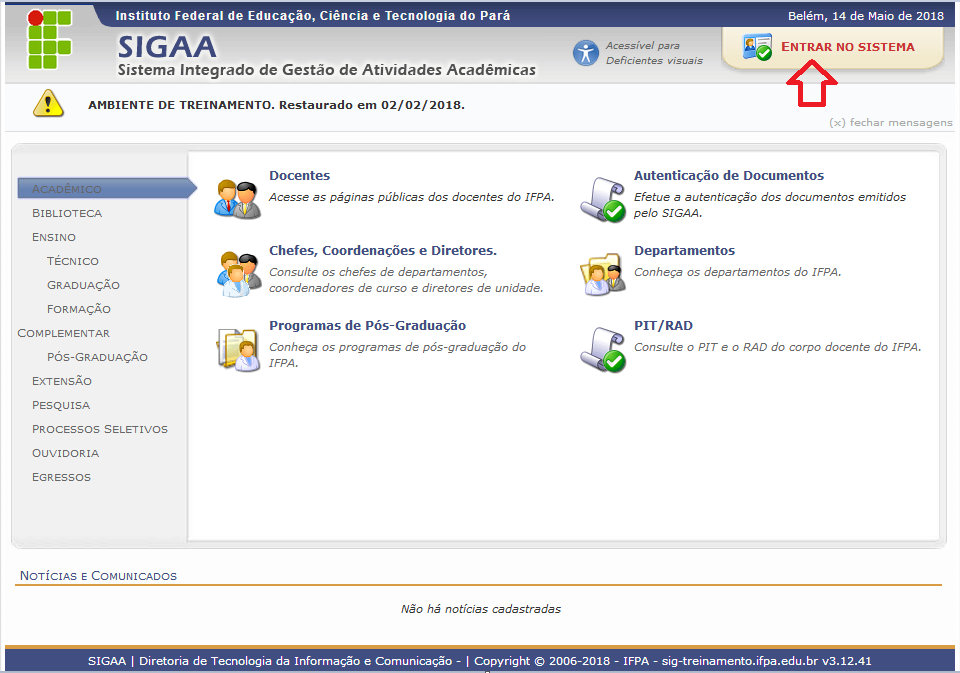 Instituto Federal de Educação, Ciência e Tecnologia do Pará
Belém, 14 de Maio de 2018
SIGAA
Sistema Integrado de Gestão de Atividades Acadêmicas
Acessível para
Deficientes visuais
ENTRAR NO SISTEMA
AMBIENTE DE TREINAMENTO. Restaurado em 02/02/2018.
(x) fechar mensagens
ACADÊMICO
BIBLIOTECA
ENSINO
TÉCNICO
GRADUAÇÃO
FORMAÇÃO
COMPLEMENTAR
PÓS-GRADUAÇÃO
EXTENSÃO
PESQUISA
PROCESSOS SELETIVOS
OUVIDORIA
EGRESSOS
Docentes
Acesse as páginas públicas dos docentes do IFPA.
Autenticação de Documentos
Efetue a autenticação dos documentos emitidos
pelo SIGAA.
Chefes, Coordenações e Diretores.
Consulte os chefes de departamentos,
coordenadores de curso e diretores de unidade.
Departamentos
Conheça os departamentos do IFPA.
Programas de Pós-Graduação
Conheça os programas de pós-graduação do
IFPA.
PIT/RAD
Consulte o PIT e o RAD do corpo docente do IFPA.
NOTÍCIAS E COMUNICADOS
Não há notícias cadastradas
SIGAA | Diretoria de Tecnologia da Informação e Comunicação - | Copyright © 2006-2018 - IFPA - sig-treinamento.ifpa.edu.br v3.12.41